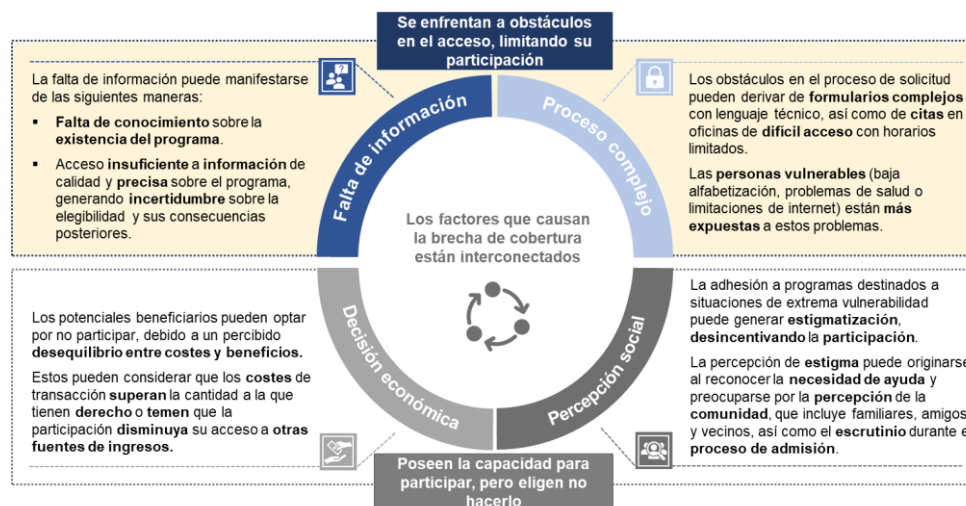 Se enfrentan a obstáculos
en el acceso, limitando su
participación
La falta de información puede manifestarse
de las siguientes maneras:
▪ Falta de conocimiento sobre la
existencia del programa.
▪ Acceso insuficiente a información de
calidad y precisa sobre el programa,
generando incertidumbre sobre la
elegibilidad y sus consecuencias
posteriores.
Falta de información
Proceso complejo
Los obstáculos en el proceso de solicitud
pueden derivar de formularios complejos
con lenguaje técnico, así como de citas en
oficinas de difícil acceso con horarios
limitados.
Las personas vulnerables (baja
alfabetización, problemas de salud o
limitaciones de internet) están más
expuestas a estos problemas.
Los factores que causan
la brecha de cobertura
están interconectados
Los potenciales beneficiarios pueden optar
por no participar, debido a un percibido
desequilibrio entre costes y beneficios.
Estos pueden considerar que los costes de
transacción superan la cantidad a la que
tienen derecho o temen que la
participación disminuya su acceso a otras
fuentes de ingresos.
Decisión económica
Percepción social
La adhesión a programas destinados a
situaciones de extrema vulnerabilidad
puede generar estigmatización,
desincentivando la participación.
La percepción de estigma puede originarse
al reconocer la necesidad de ayuda y
preocuparse por la percepción de la
comunidad, que incluye familiares, amigos
y vecinos, así como el escrutinio durante e
proceso de admisión.
Poseen la capacidad para
participar, pero eligen no
hacerlo